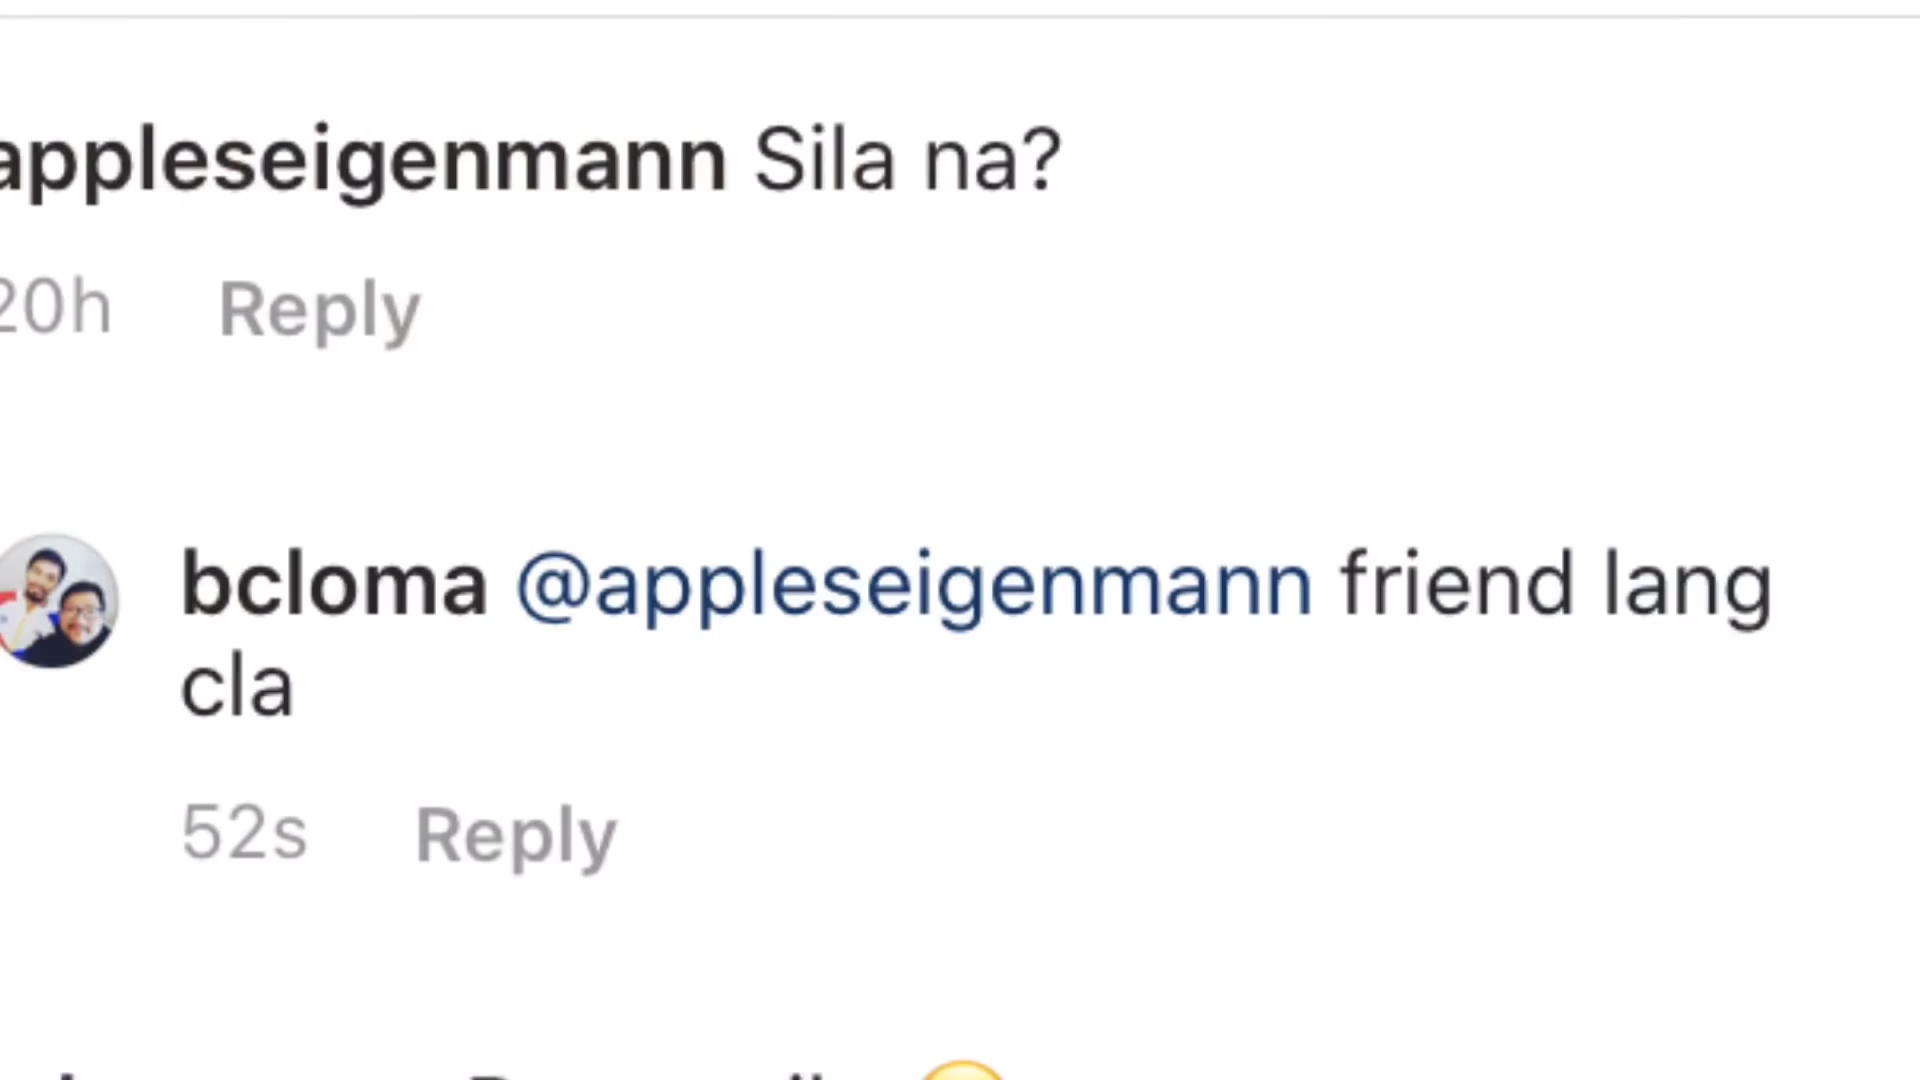 appleseigenmann Sila na?
20h Reply
bcloma @appleseigenmann friend lang
cla
52s Reply